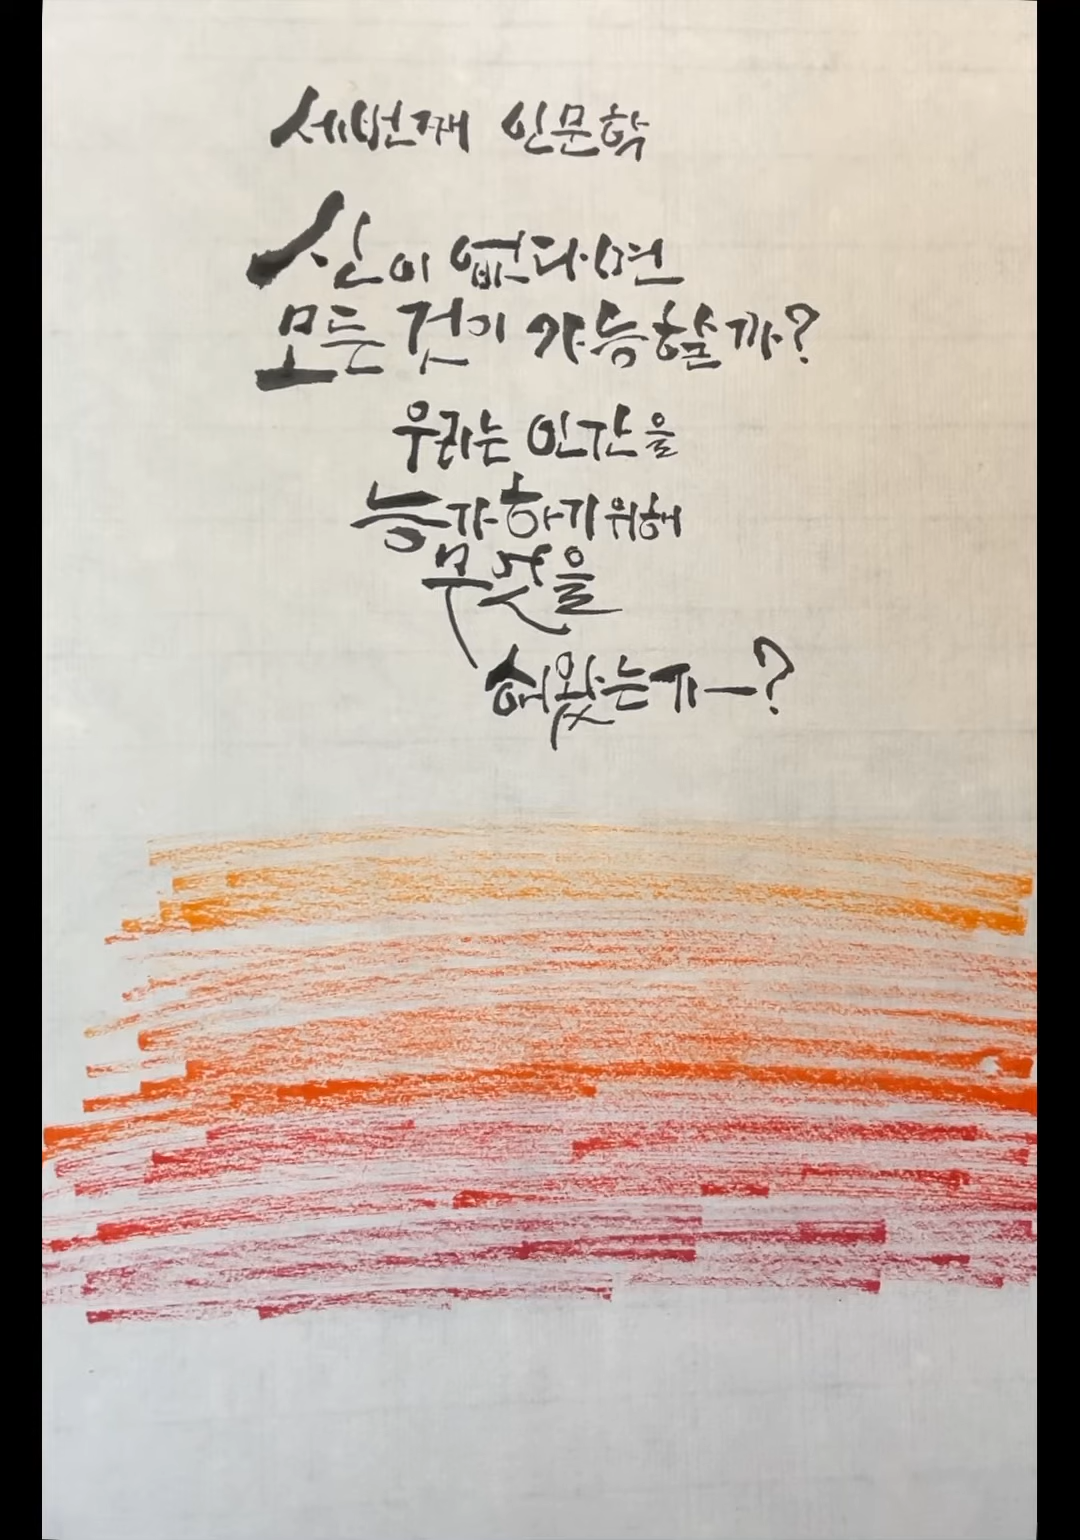 세번째 인문학
신이 없다면
모든 것이 가능할까?
우리는 인간을
능가하기 위해
무엇을
해왔는가—?